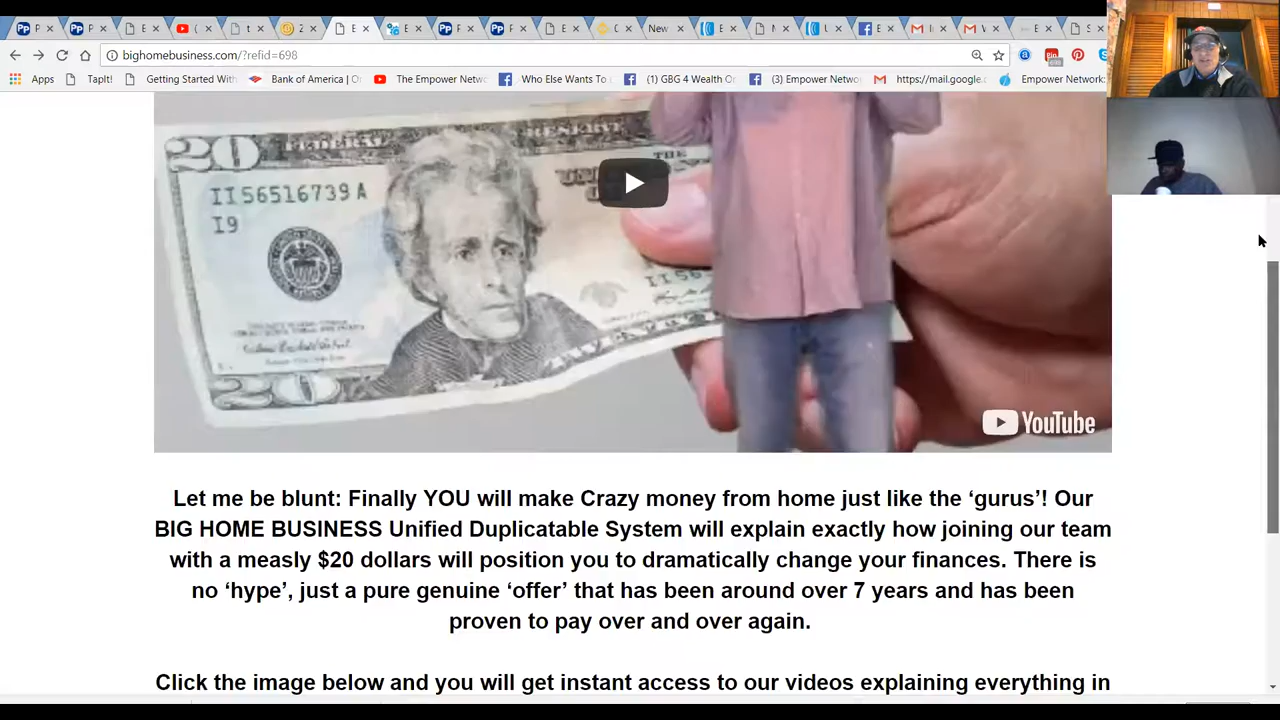 P
P
E
(
t
2
E
E
P
F
E
C
New
E
N
L
E
V
E
S
bighomebusiness.com/?refid=698
Apps TapIt! Getting Started With Bank of America The Empower Netw Who Else Wants To (1) GBG 4 Wealth O (3) Empower Netwo https://mail.google.c Empower Network:
20 FEDERAL RESERVE
THE
II 56516739 A
I9
20
YouTube
Let me be blunt: Finally YOU will make Crazy money from home just like the ‘gurus’! Our
BIG HOME BUSINESS Unified Duplicatable System will explain exactly how joining our team
with a measly $20 dollars will position you to dramatically change your finances. There is
no ‘hype’, just a pure genuine ‘offer’ that has been around over 7 years and has been
proven to pay over and over again.
Click the image below and you will get instant access to our videos explaining everything in